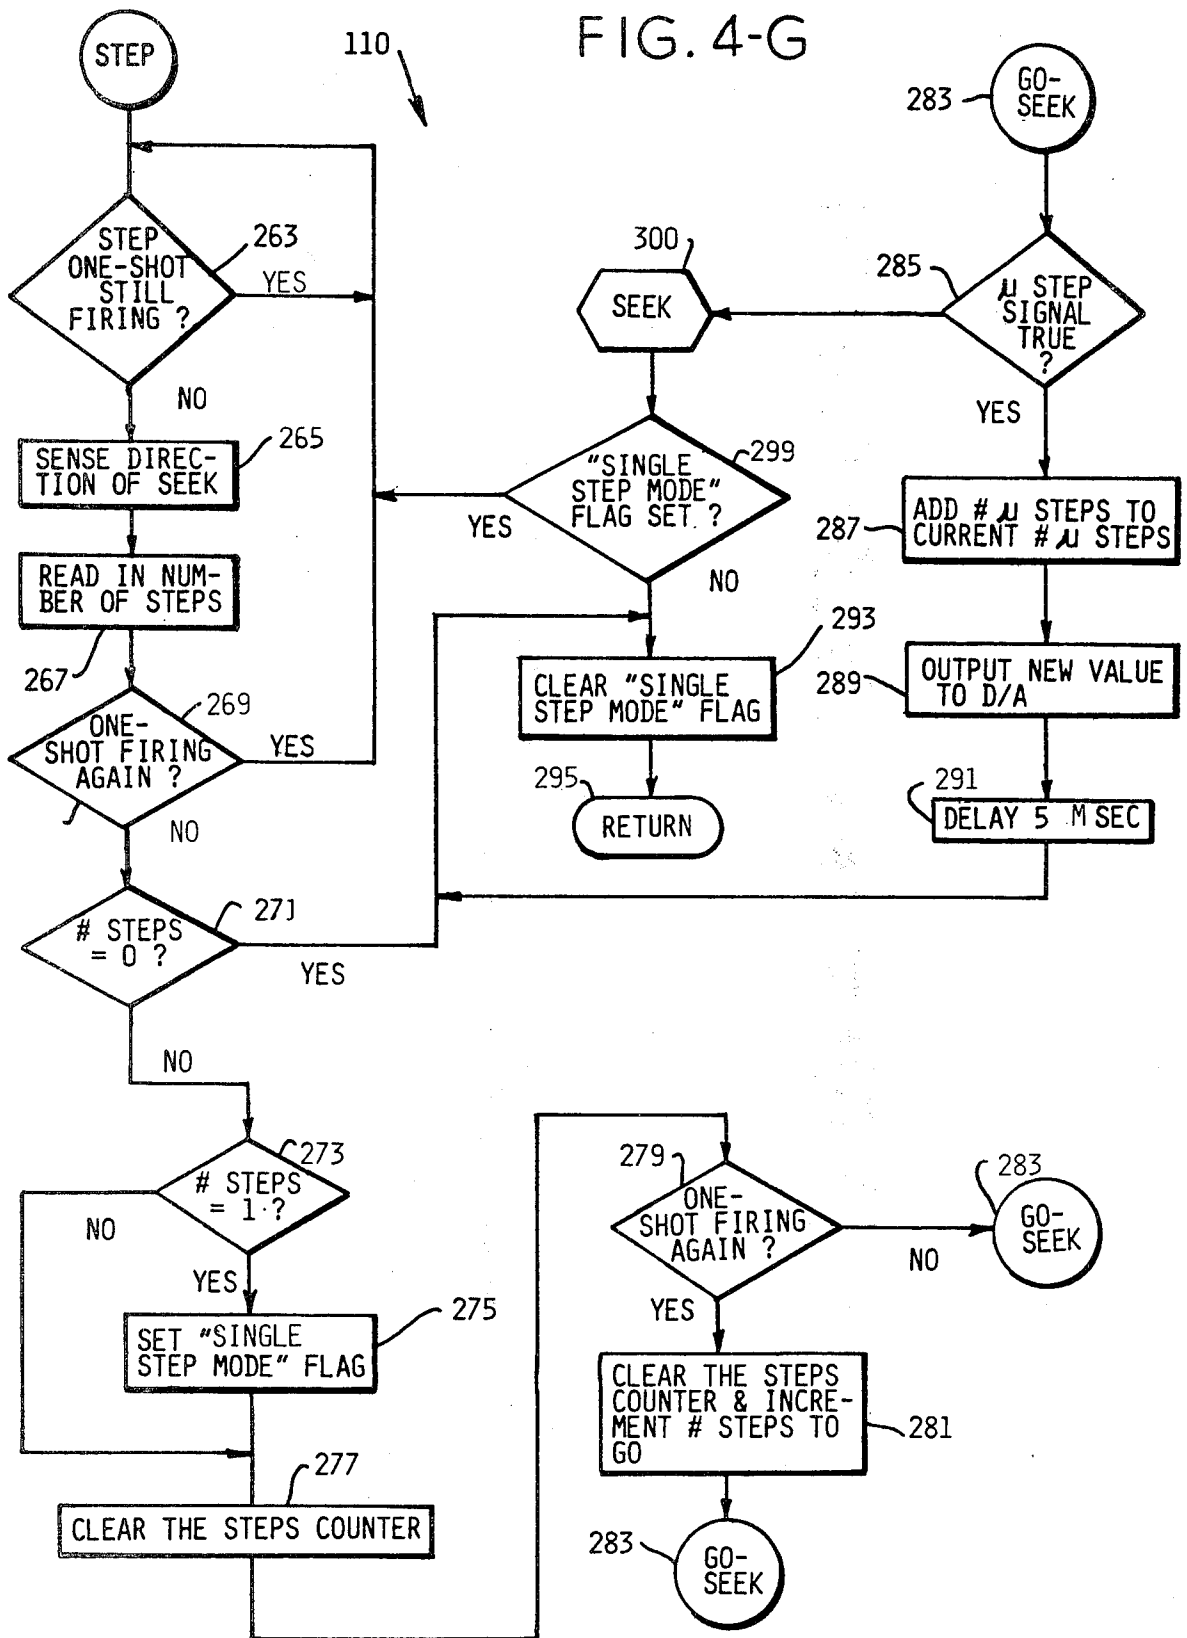 FIG. 4-G
110
STEP
STEP
ONE-SHOT
STILL
FIRING ?
263
YES
NO
SENSE DIREC-
TION OF SEEK
265
READ IN NUM-
BER OF STEPS
267
ONE-
SHOT FIRING
AGAIN ?
269
YES
NO
# STEPS
= 0 ?
271
YES
NO
# STEPS
= 1 ?
273
NO
YES
SET "SINGLE
STEP MODE" FLAG
275
277
CLEAR THE STEPS COUNTER
300
SEEK
"SINGLE
STEP MODE"
FLAG SET ?
299
YES
NO
293
CLEAR "SINGLE
STEP MODE" FLAG
295
RETURN
283
GO-
SEEK
285
μ STEP
SIGNAL
TRUE
?
YES
287
ADD # μ STEPS TO
CURRENT # μ STEPS
289
OUTPUT NEW VALUE
TO D/A
291
DELAY 5 M SEC
279
ONE-
SHOT FIRING
AGAIN ?
NO
283
GO-
SEEK
YES
CLEAR THE STEPS
COUNTER & INCRE-
MENT # STEPS TO
GO
281
283
GO-
SEEK